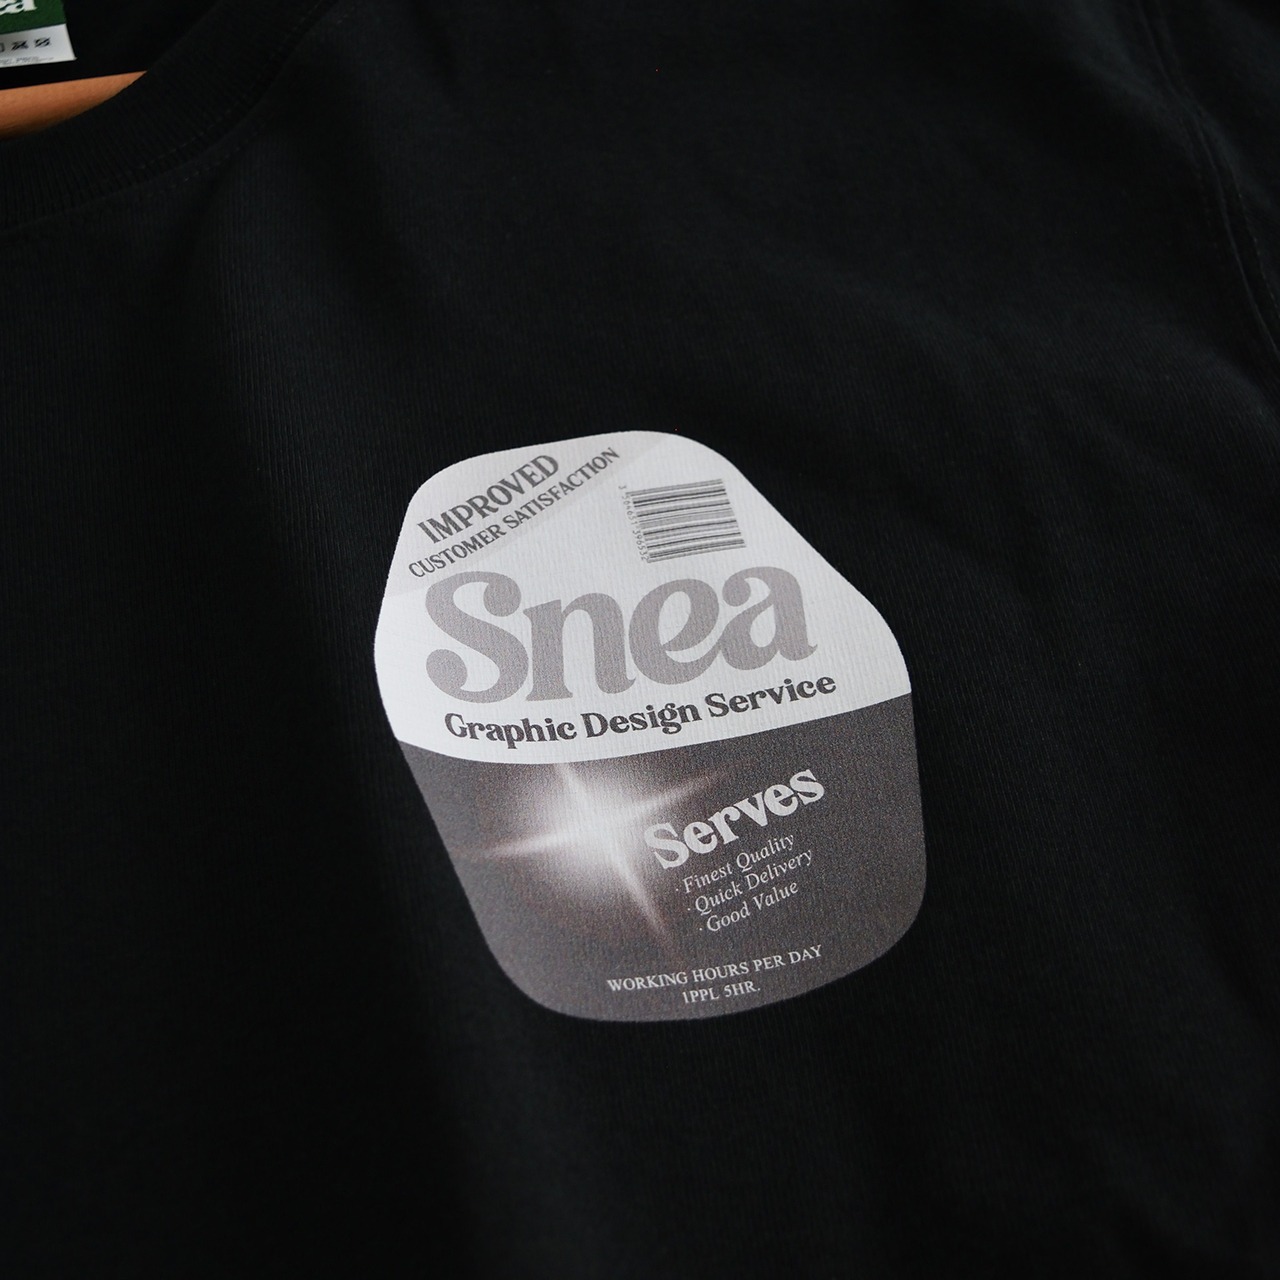 IMPROVED
CUSTOMER SATISFACTION
Snea
Graphic Design Service
Serves
· Finest Quality
· Quick Delivery
· Good Value
WORKING HOURS PER DAY
1PPL 5HR.